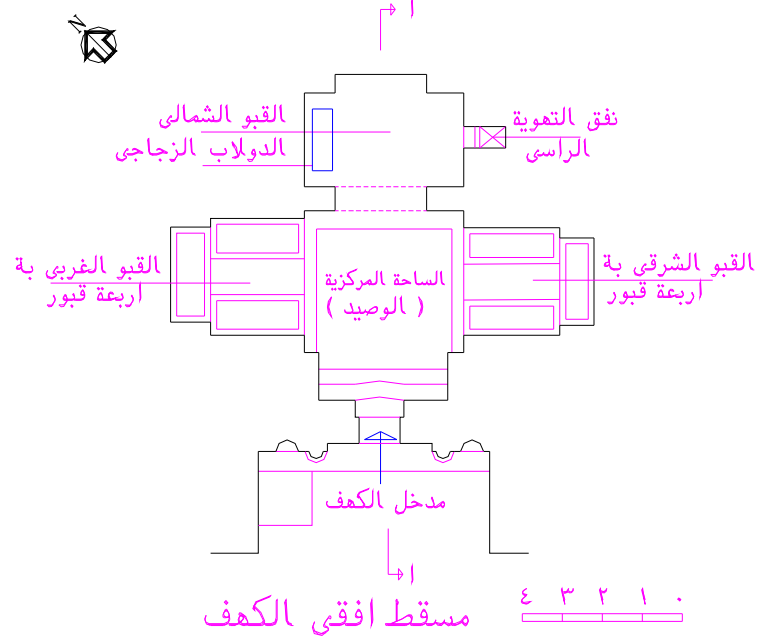 N
ا
القبو الشمالى
الدولاب الزجاجى
نفق التهوية
الراسى
القبو الغربى بة
اربعة قبور
الساحة المركزية
( الوصيد )
القبو الشرقى بة
اربعة قبور
مدخل الكهف
ا
مسقط افقى الكهف
٤ ٣ ٢ ١ ٠